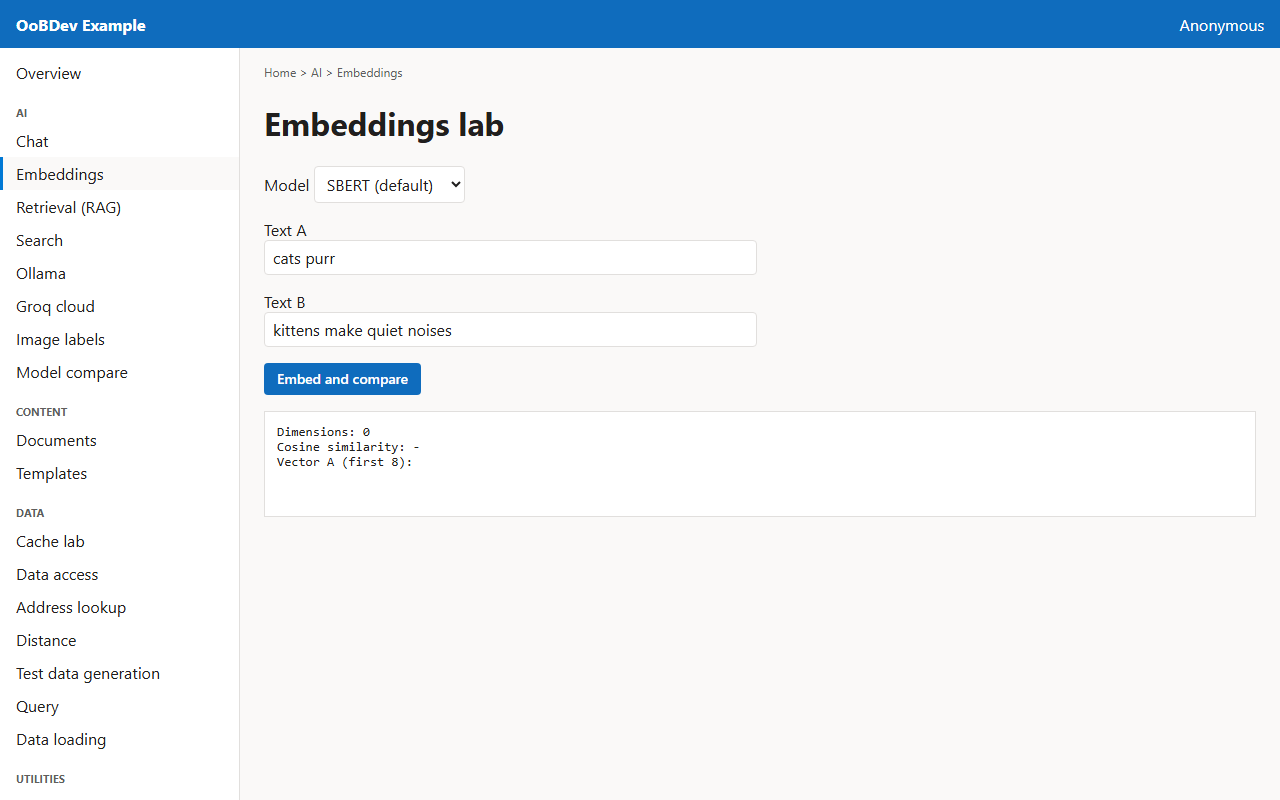 OoBDev Example
Anonymous
Overview
AI
Chat
Embeddings
Retrieval (RAG)
Search
Ollama
Groq cloud
Image labels
Model compare
CONTENT
Documents
Templates
DATA
Cache lab
Data access
Address lookup
Distance
Test data generation
Query
Data loading
UTILITIES
Home > AI > Embeddings
Embeddings lab
Model SBERT (default)
Text A
cats purr
Text B
kittens make quiet noises
Embed and compare
Dimensions: 0
Cosine similarity: -
Vector A (first 8):